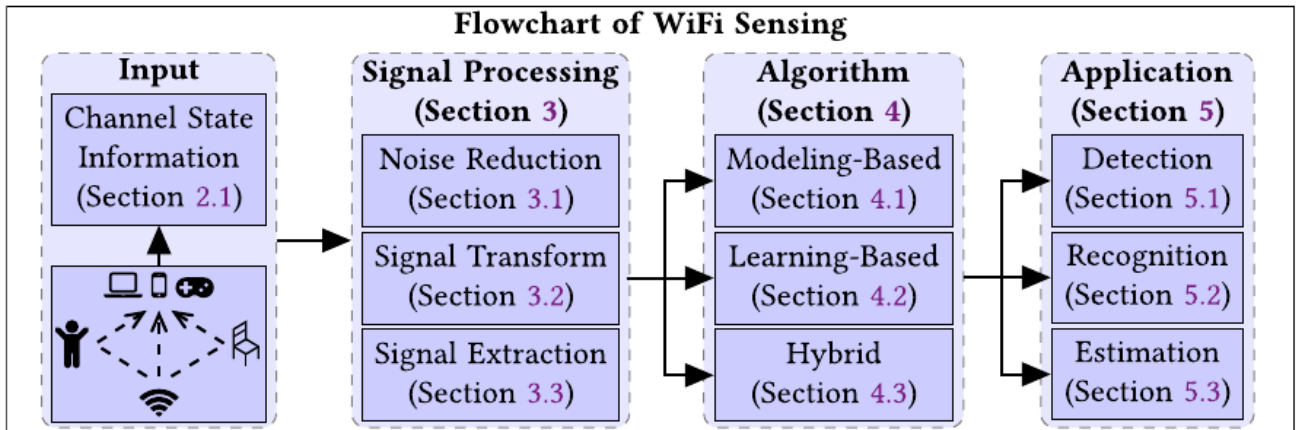 Flowchart of WiFi Sensing
Input
Channel State
Information
(Section 2.1)
Signal Processing
(Section 3)
Noise Reduction
(Section 3.1)
Signal Transform
(Section 3.2)
Signal Extraction
(Section 3.3)
Algorithm
(Section 4)
Modeling-Based
(Section 4.1)
Learning-Based
(Section 4.2)
Hybrid
(Section 4.3)
Application
(Section 5)
Detection
(Section 5.1)
Recognition
(Section 5.2)
Estimation
(Section 5.3)